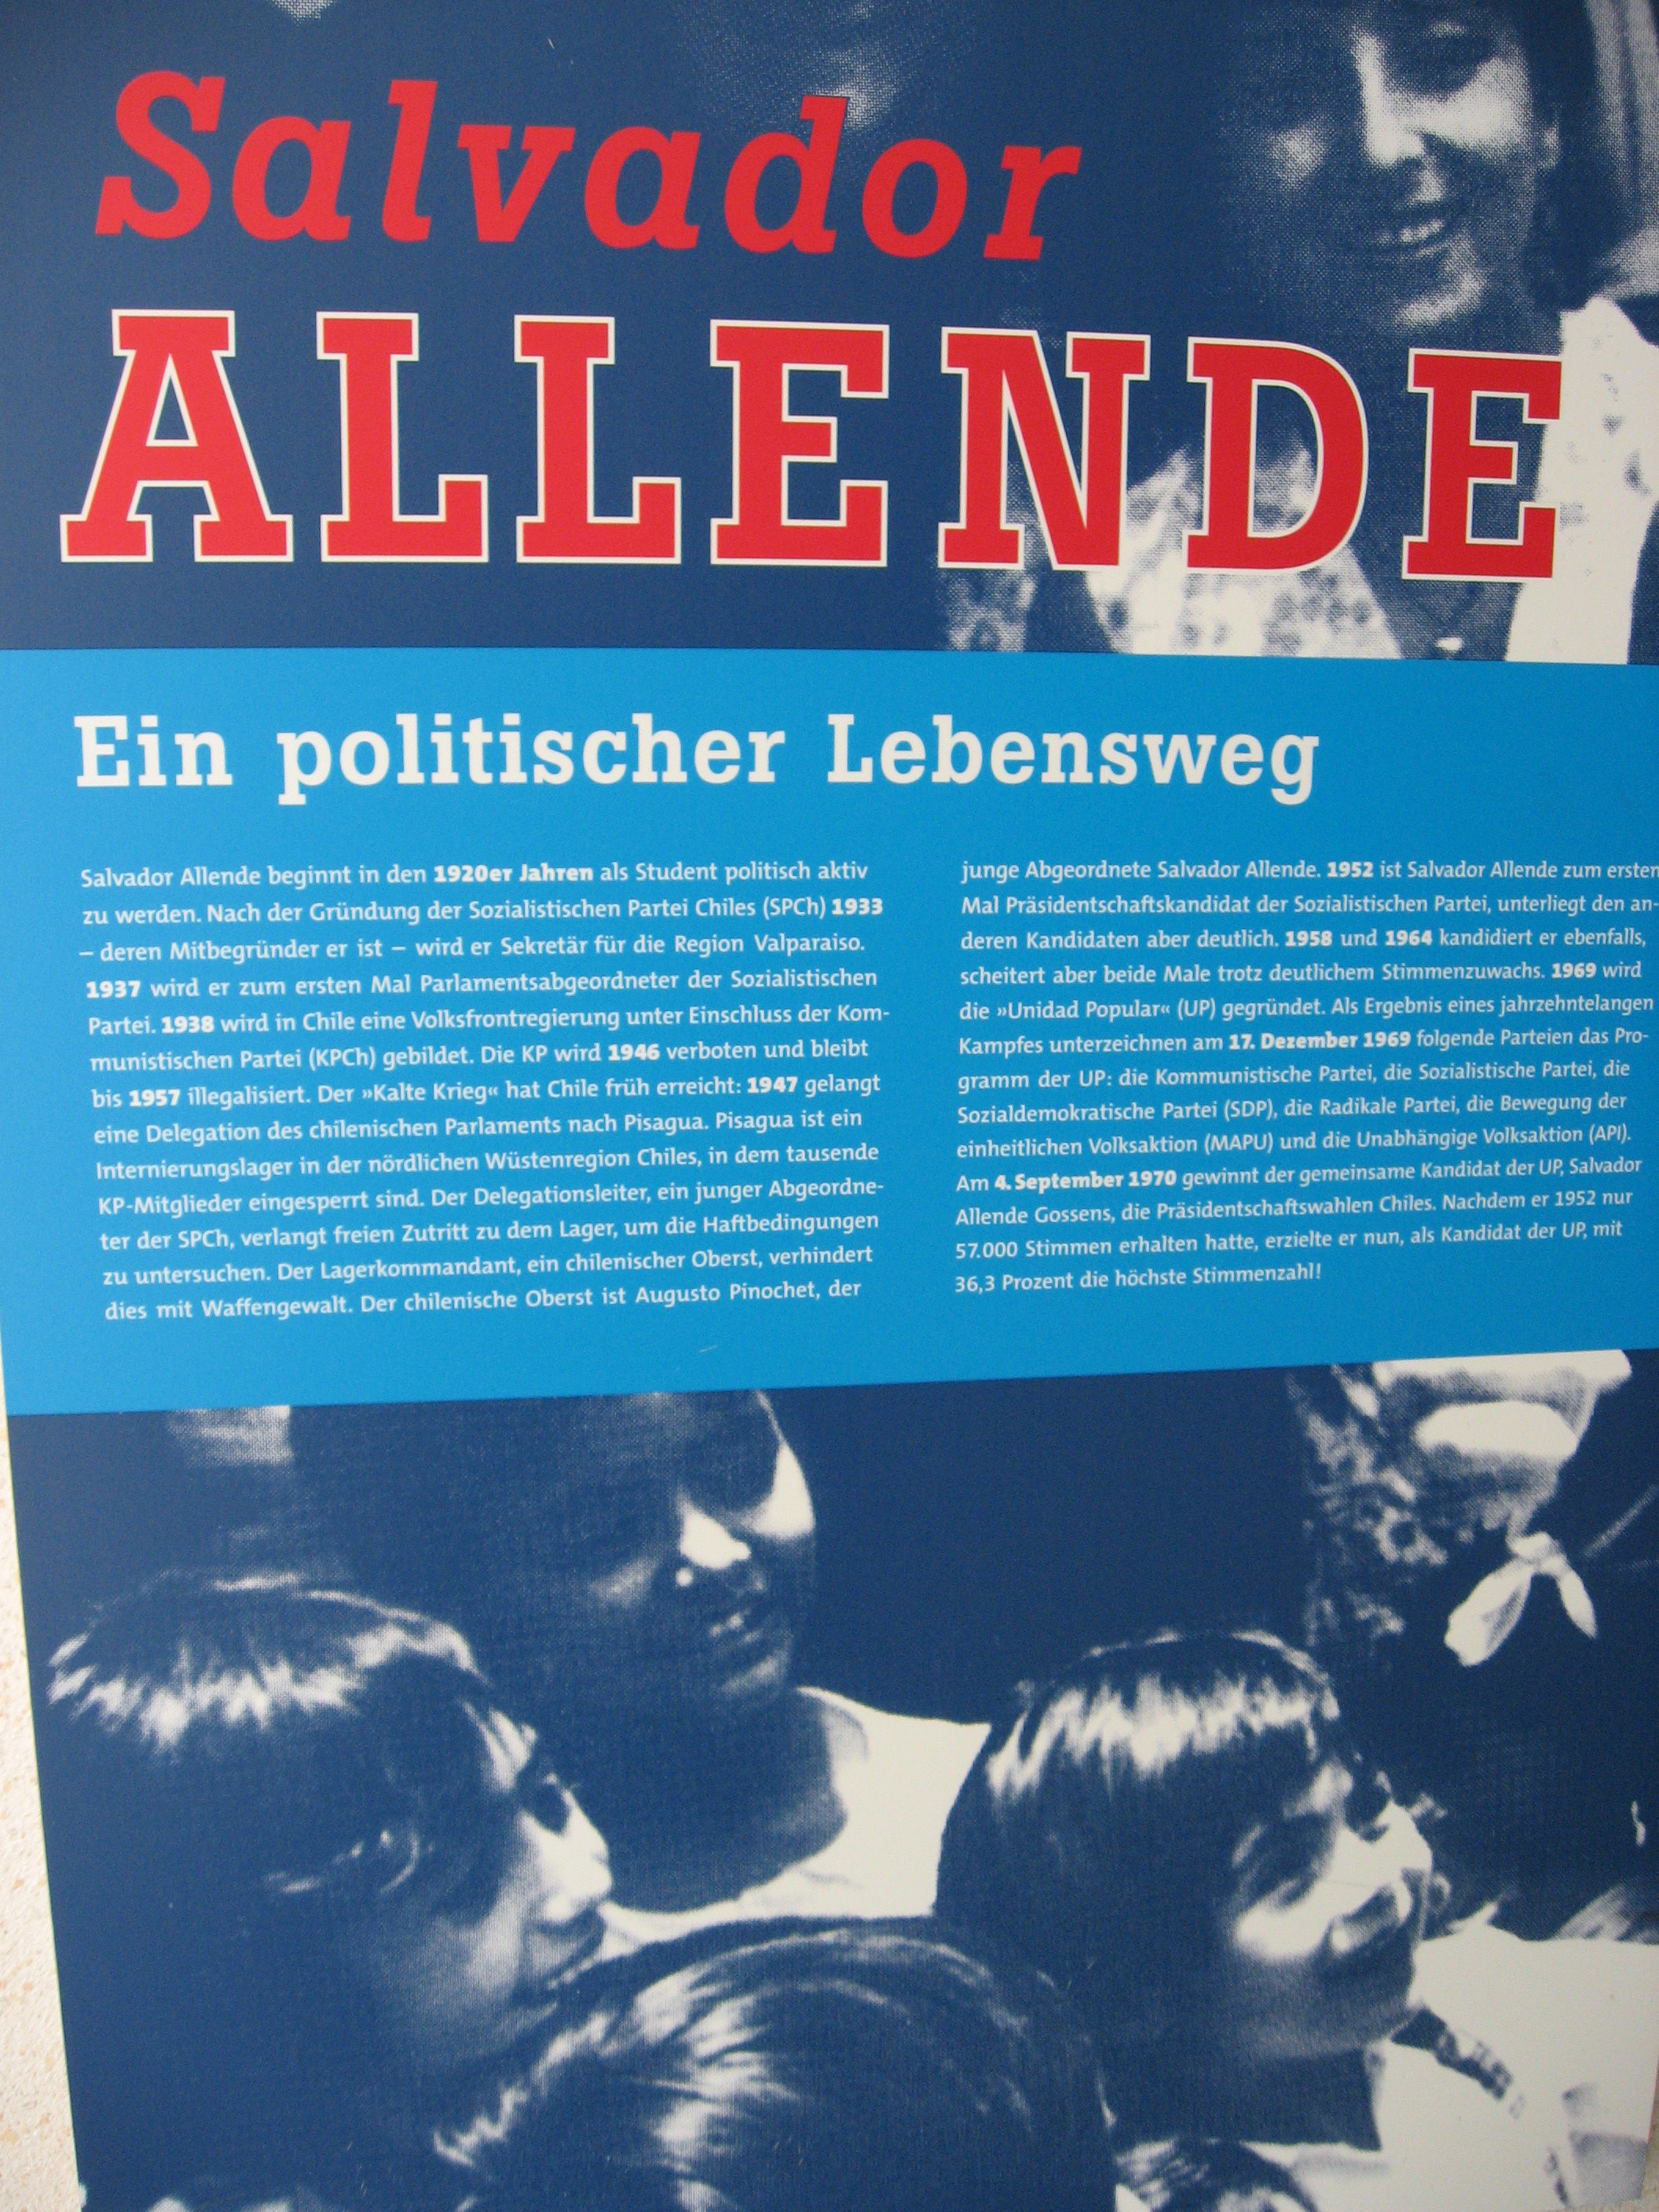 Salvador
ALLENDE
Ein politischer Lebensweg
Salvador Allende beginnt in den 1920er Jahren als Student politisch aktiv
zu werden. Nach der Gründung der Sozialistischen Partei Chiles (SPCh) 1933
– deren Mitbegründer er ist – wird er Sekretär für die Region Valparaiso.
1937 wird er zum ersten Mal Parlamentsabgeordneter der Sozialistischen
Partei. 1938 wird in Chile eine Volksfrontregierung unter Einschluss der Kom-
munistischen Partei (KPCh) gebildet. Die KP wird 1946 verboten und bleibt
bis 1957 illegalisiert. Der »Kalte Krieg« hat Chile früh erreicht: 1947 gelangt
eine Delegation des chilenischen Parlaments nach Pisagua. Pisagua ist ein
Internierungslager in der nördlichen Wüstenregion Chiles, in dem tausende
KP-Mitglieder eingesperrt sind. Der Delegationsleiter, ein junger Abgeordne-
ter der SPCh, verlangt freien Zutritt zu dem Lager, um die Haftbedingungen
zu untersuchen. Der Lagerkommandant, ein chilenischer Oberst, verhindert
dies mit Waffengewalt. Der chilenische Oberst ist Augusto Pinochet, der
junge Abgeordnete Salvador Allende. 1952 ist Salvador Allende zum ersten
Mal Präsidentschaftskandidat der Sozialistischen Partei, unterliegt den an-
deren Kandidaten aber deutlich. 1958 und 1964 kandidiert er ebenfalls,
scheitert aber beide Male trotz deutlichem Stimmenzuwachs. 1969 wird
die »Unidad Popular« (UP) gegründet. Als Ergebnis eines jahrzehntelangen
Kampfes unterzeichnen am 17. Dezember 1969 folgende Parteien das Pro-
gramm der UP: die Kommunistische Partei, die Sozialistische Partei, die
Sozialdemokratische Partei (SDP), die Radikale Partei, die Bewegung der
einheitlichen Volksaktion (MAPU) und die Unabhängige Volksaktion (API).
Am 4. September 1970 gewinnt der gemeinsame Kandidat der UP, Salvador
Allende Gossens, die Präsidentschaftswahlen Chiles. Nachdem er 1952 nur
57.000 Stimmen erhalten hatte, erzielte er nun, als Kandidat der UP, mit
36,3 Prozent die höchste Stimmenzahl!